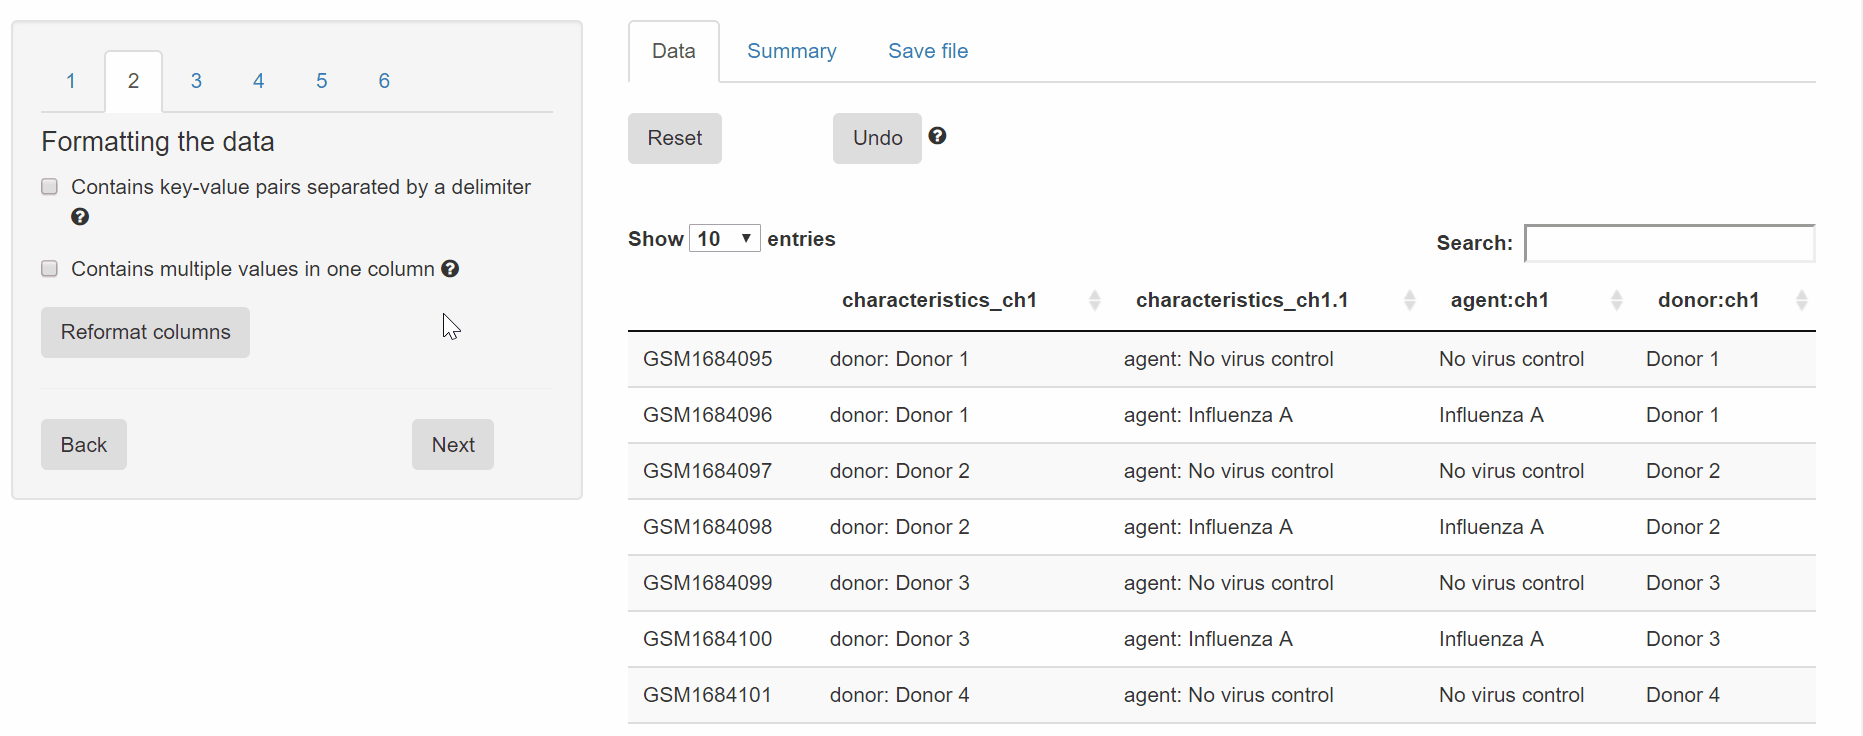 1 2 3 4 5 6
Formatting the data
Contains key-value pairs separated by a delimiter
?
Contains multiple values in one column ?
Reformat columns
Back Next
Data Summary Save file
Reset Undo ?
Show 10 entries Search:
characteristics_ch1 characteristics_ch1.1 agent:ch1 donor:ch1
GSM1684095 donor: Donor 1 agent: No virus control No virus control Donor 1
GSM1684096 donor: Donor 1 agent: Influenza A Influenza A Donor 1
GSM1684097 donor: Donor 2 agent: No virus control No virus control Donor 2
GSM1684098 donor: Donor 2 agent: Influenza A Influenza A Donor 2
GSM1684099 donor: Donor 3 agent: No virus control No virus control Donor 3
GSM1684100 donor: Donor 3 agent: Influenza A Influenza A Donor 3
GSM1684101 donor: Donor 4 agent: No virus control No virus control Donor 4